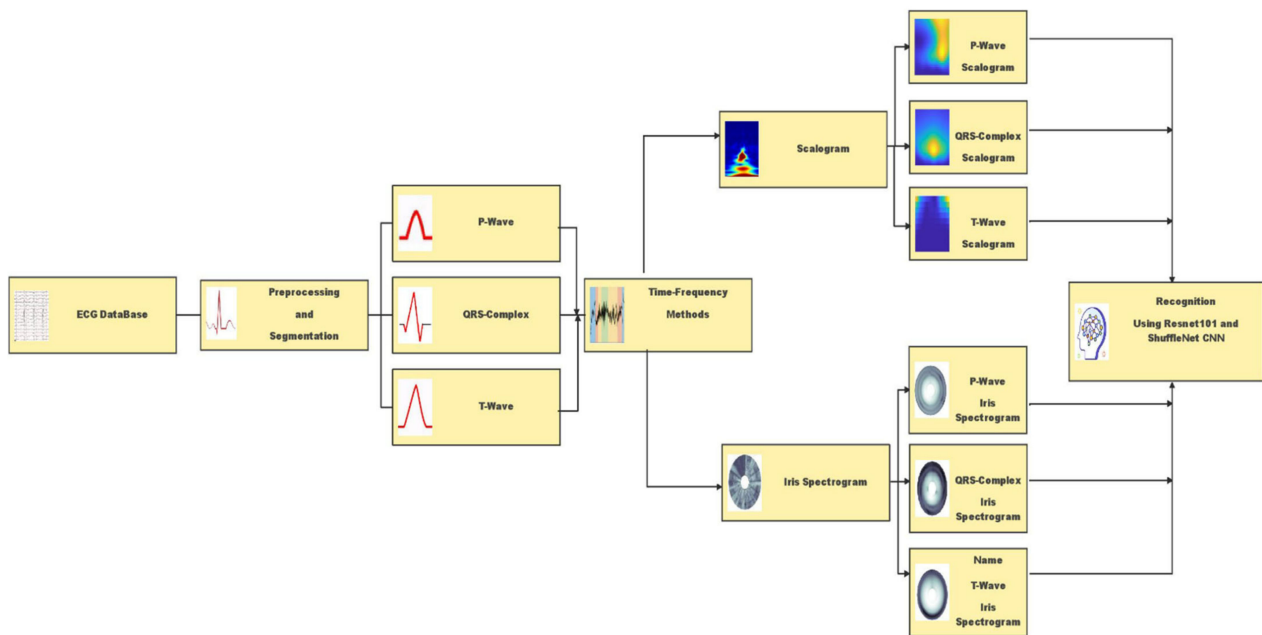 ECG DataBase
Preprocessing
and
Segmentation
P-Wave
QRS-Complex
T-Wave
Time-Frequency
Methods
Scalogram
P-Wave
Scalogram
QRS-Complex
Scalogram
T-Wave
Scalogram
Iris Spectrogram
P-Wave
Iris
Spectrogram
QRS-Complex
Iris
Spectrogram
Name
T-Wave
Iris
Spectrogram
Recognition
Using Resnet101 and
ShuffleNet CNN